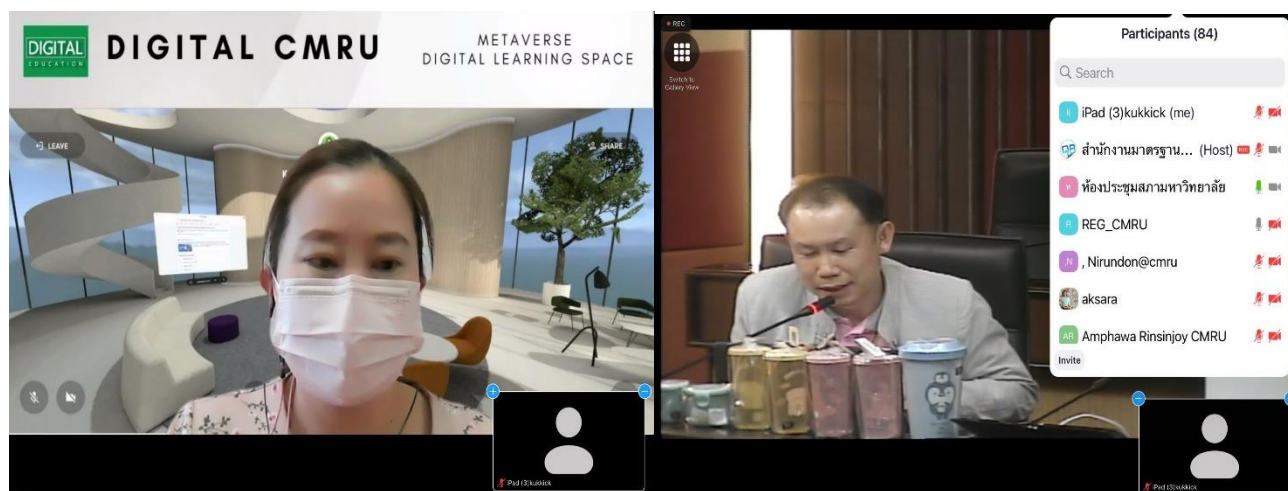 DIGITAL
EDUCATION
DIGITAL CMRU
METAVERSE
DIGITAL LEARNING SPACE
LEAVE
SHARE
K
iPad (3)kukkick
REC
Switch to
Gallery View
Participants (84)
Search
iPad (3)kukkick (me)
สำนักงานมาตรฐาน... (Host)
REC
ห้องประชุมสภามหาวิทยาลัย
REG_CMRU
, Nirundon@cmru
aksara
AR
Amphawa Rinsinjoy CMRU
Invite
iPad (3)kukkick